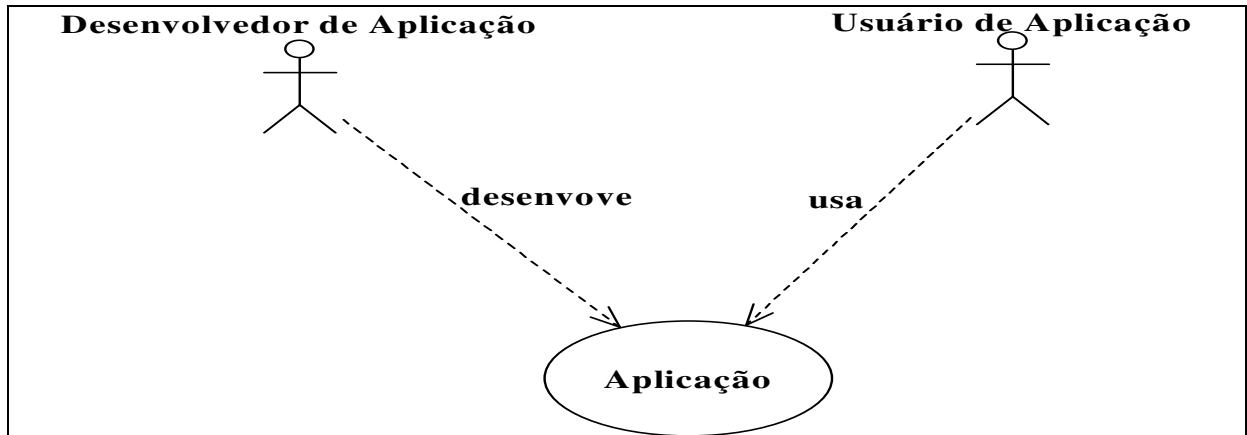 Desenvolvedor de Aplicação
Usuário de Aplicação
desenvove
usa
Aplicação